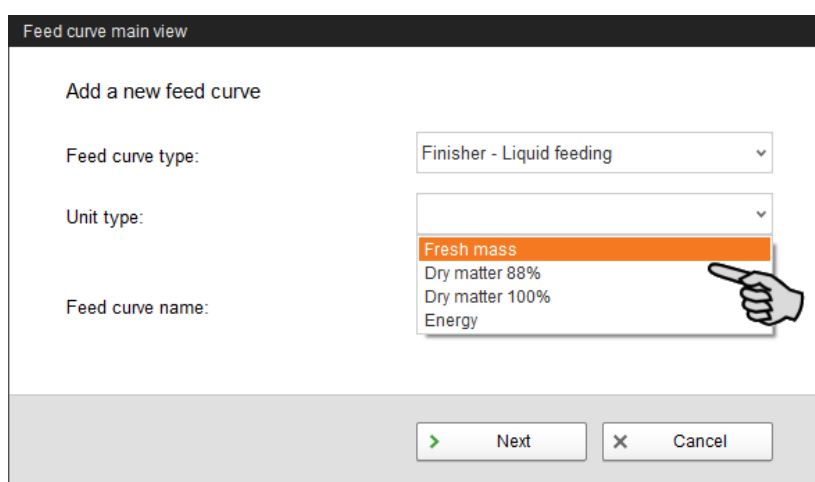 Feed curve main view
Add a new feed curve
Feed curve type:
Finisher - Liquid feeding
Unit type:
Fresh mass
Dry matter 88%
Dry matter 100%
Energy
Feed curve name:
Next
Cancel